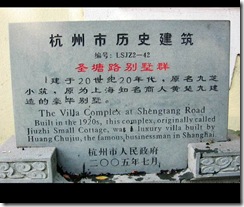 杭州市历史建筑
编号:LSJZ2-42
圣塘路别墅群
建于20世纪20年代,原名九芝
小筑,原为上海知名商人黄楚九建
造的豪华别墅。
The Villa Complex at Shengtang Road
Built in the 1920s, this complex, originally called
Jiuzhi Small Cottage, was a luxury villa built by
Huang Chujiu, the famous businessman in Shanghai.
杭州市人民政府
二〇〇五年七月